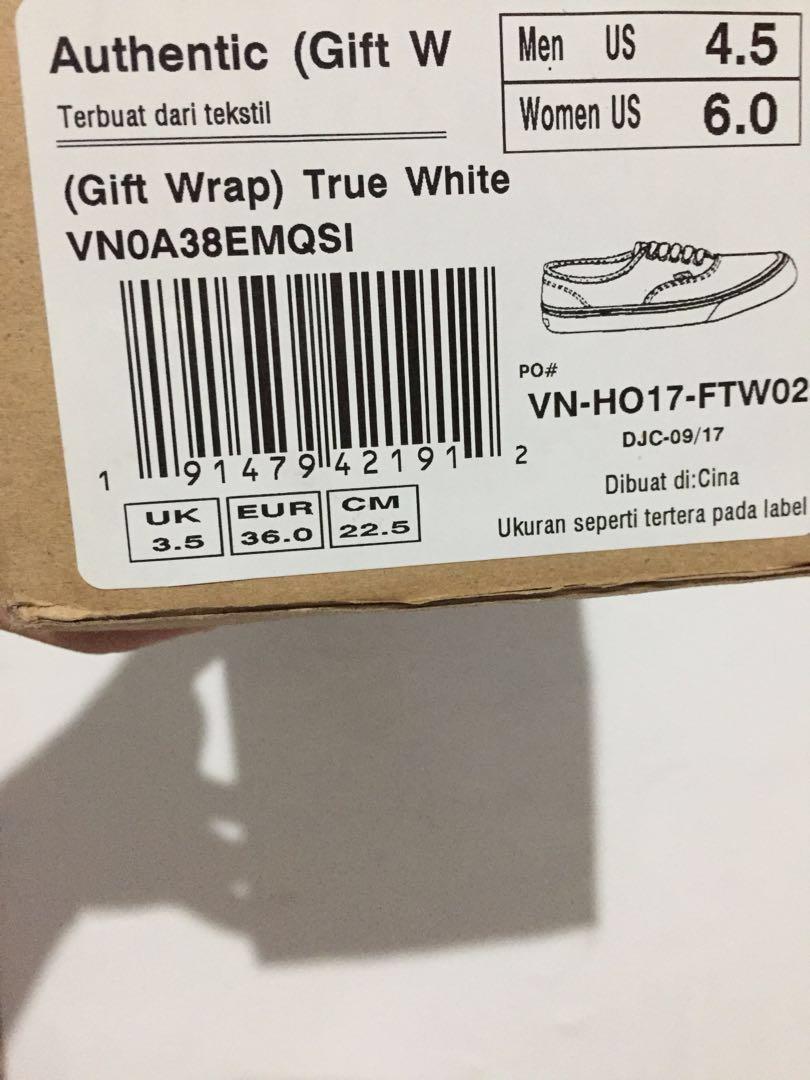 Authentic (Gift W
Terbuat dari tekstil
Men US 4.5
Women US 6.0
(Gift Wrap) True White
VN0A38EMQSI
1 91479 42191 2
UK
3.5
EUR
36.0
CM
22.5
PO#
VN-HO17-FTW02
DJC-09/17
Dibuat di:Cina
Ukuran seperti tertera pada label